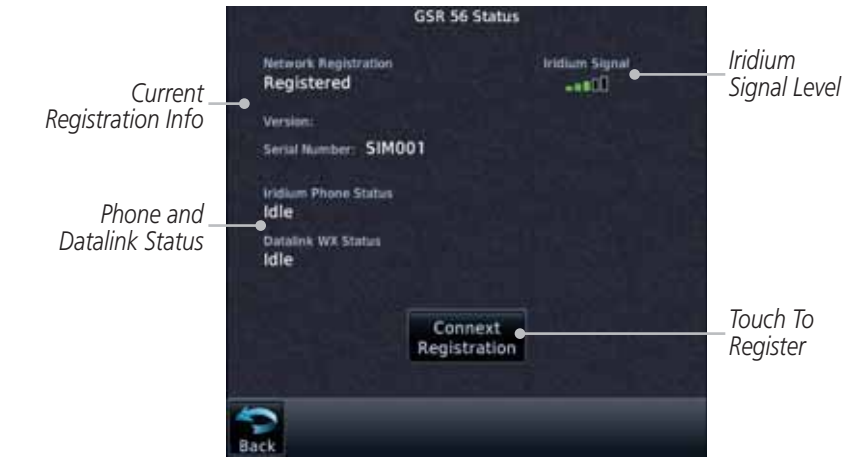 GSR 56 Status
Network Registration
Registered
Iridium Signal
Iridium
Signal Level
Current
Registration Info
Version:
Serial Number: SIM001
Iridium Phone Status
Idle
Phone and
Datalink Status
Datalink WX Status
Idle
Connext
Registration
Touch To
Register
Back